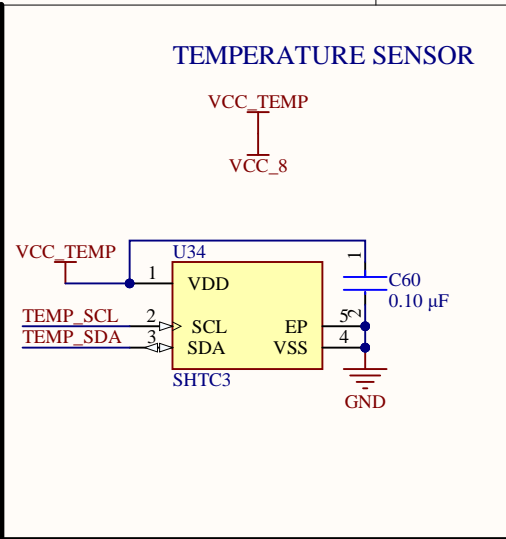 TEMPERATURE SENSOR
VCC_TEMP
VCC_8
VCC_TEMP
U34
1
1
VDD
C60
0.10 µF
TEMP_SCL
2
SCL
EP
5
2
TEMP_SDA
3
SDA
VSS
4
SHTC3
GND